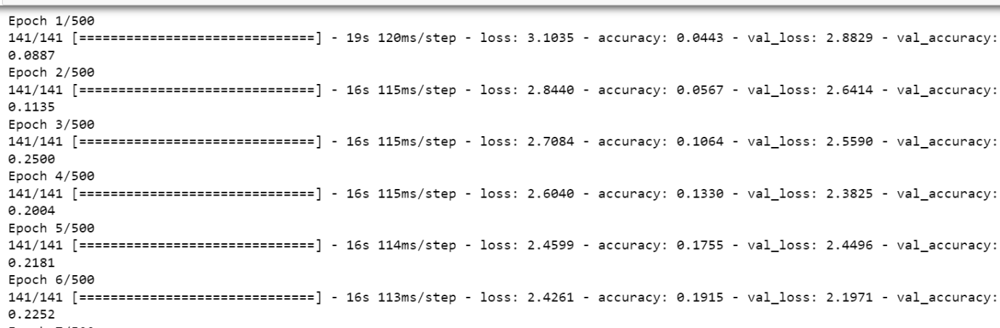 Epoch 1/500
141/141 [==============================] - 19s 120ms/step - loss: 3.1035 - accuracy: 0.0443 - val_loss: 2.8829 - val_accuracy:
0.0887
Epoch 2/500
141/141 [==============================] - 16s 115ms/step - loss: 2.8440 - accuracy: 0.0567 - val_loss: 2.6414 - val_accuracy:
0.1135
Epoch 3/500
141/141 [==============================] - 16s 115ms/step - loss: 2.7084 - accuracy: 0.1064 - val_loss: 2.5590 - val_accuracy:
0.2500
Epoch 4/500
141/141 [==============================] - 16s 115ms/step - loss: 2.6040 - accuracy: 0.1330 - val_loss: 2.3825 - val_accuracy:
0.2004
Epoch 5/500
141/141 [==============================] - 16s 114ms/step - loss: 2.4599 - accuracy: 0.1755 - val_loss: 2.4496 - val_accuracy:
0.2181
Epoch 6/500
141/141 [==============================] - 16s 113ms/step - loss: 2.4261 - accuracy: 0.1915 - val_loss: 2.1971 - val_accuracy:
0.2252